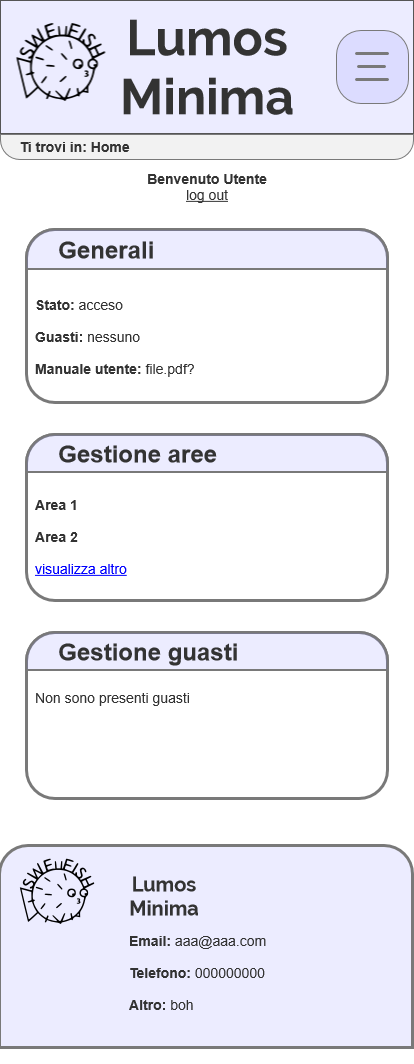 SWEeFISH
Lumos
Minima
Ti trovi in: Home
Benvenuto Utente
log out
Generali
Stato: acceso
Guasti: nessuno
Manuale utente: file.pdf?
Gestione aree
Area 1
Area 2
visualizza altro
Gestione guasti
Non sono presenti guasti
SWEeFISH
Lumos
Minima
Email: aaa@aaa.com
Telefono: 000000000
Altro: boh